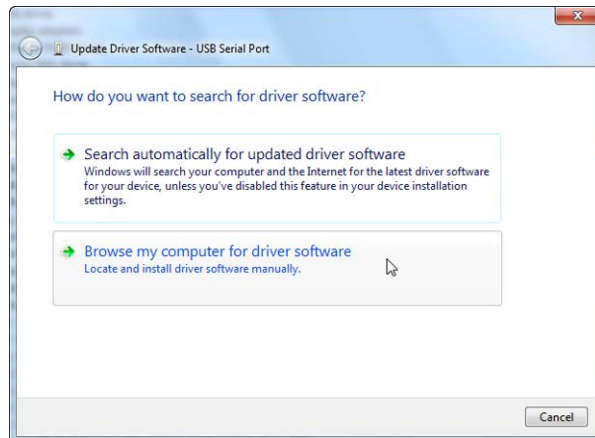 Update Driver Software - USB Serial Port
How do you want to search for driver software?
Search automatically for updated driver software
Windows will search your computer and the Internet for the latest driver software
for your device, unless you've disabled this feature in your device installation
settings.
Browse my computer for driver software
Locate and install driver software manually.
Cancel